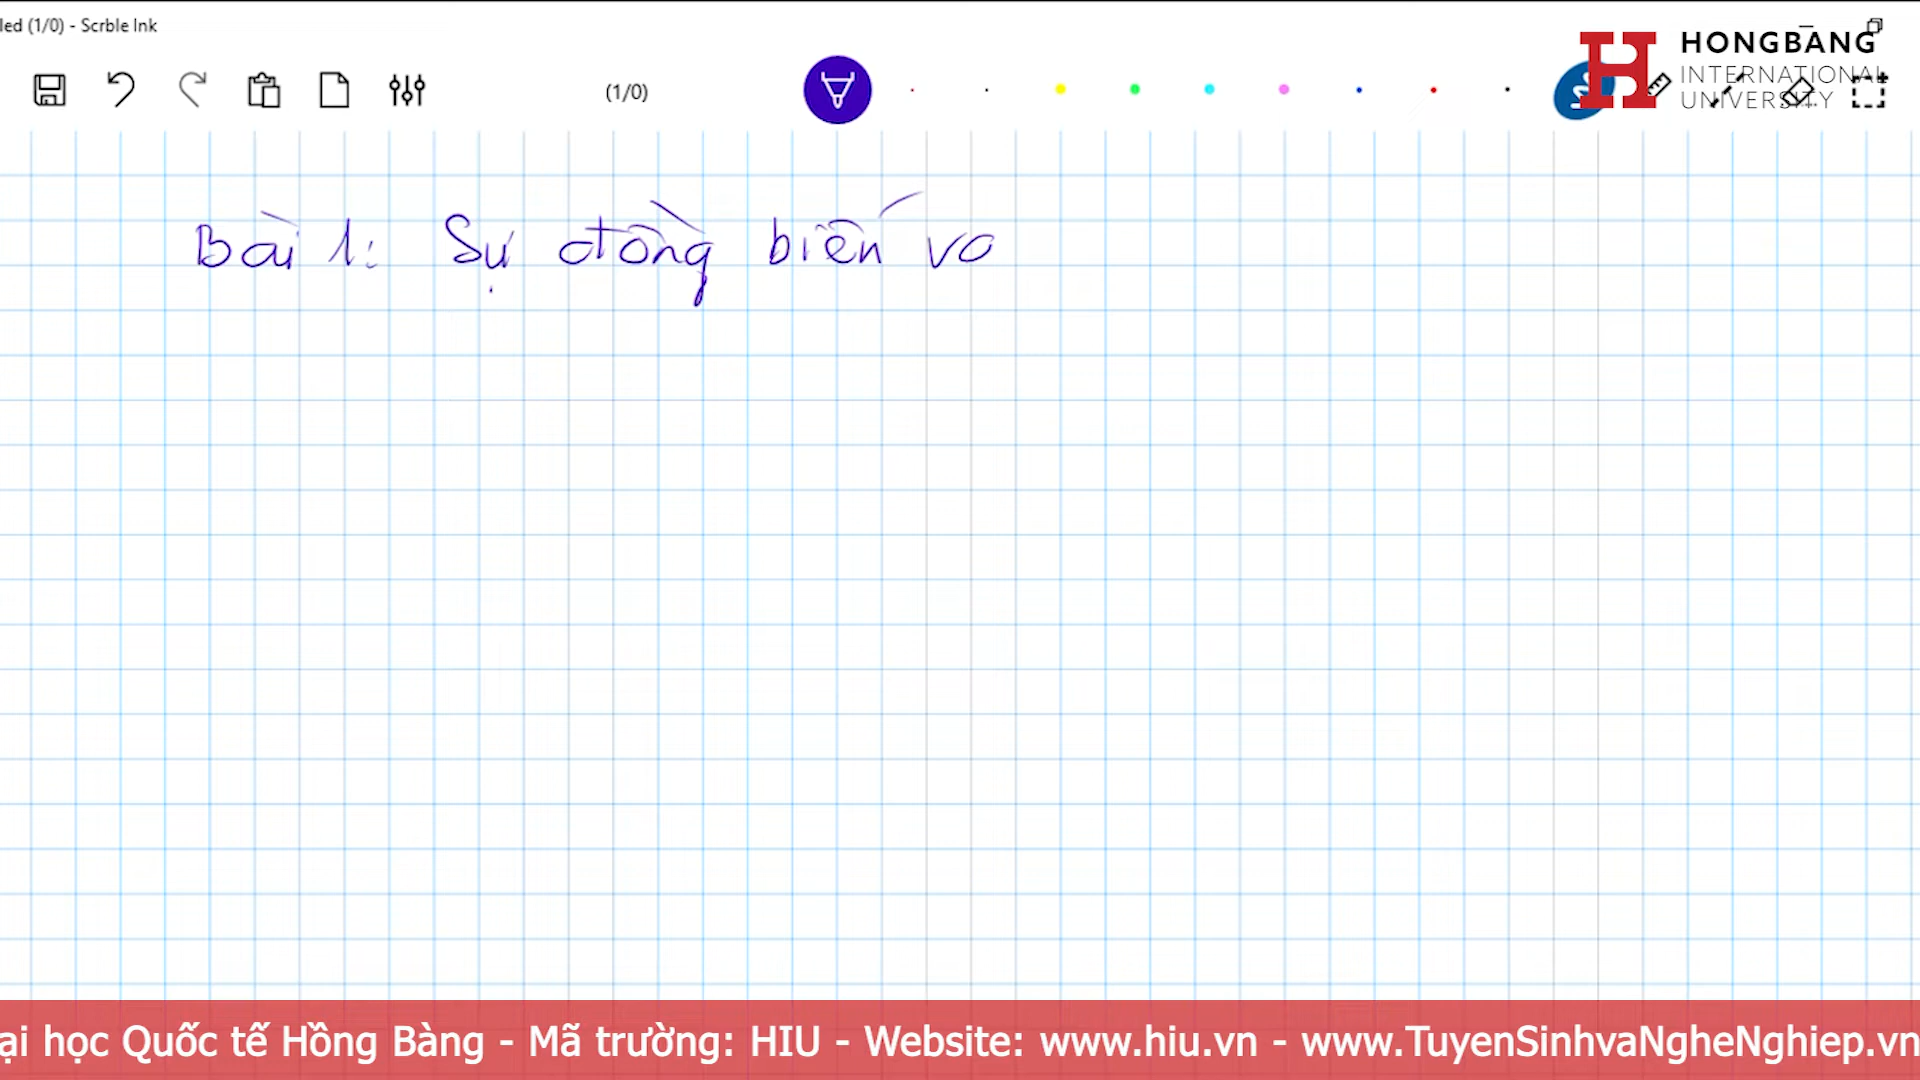 led (1/0) - Scrble Ink
(1/0)
HONGBANG
INTERNATIONAL
UNIVERSITY
Bài 1: Sự đồng biến va
ại học Quốc tế Hồng Bàng - Mã trường: HIU - Website: www.hiu.vn - www.TuyenSinhvaNgheNghiep.vn